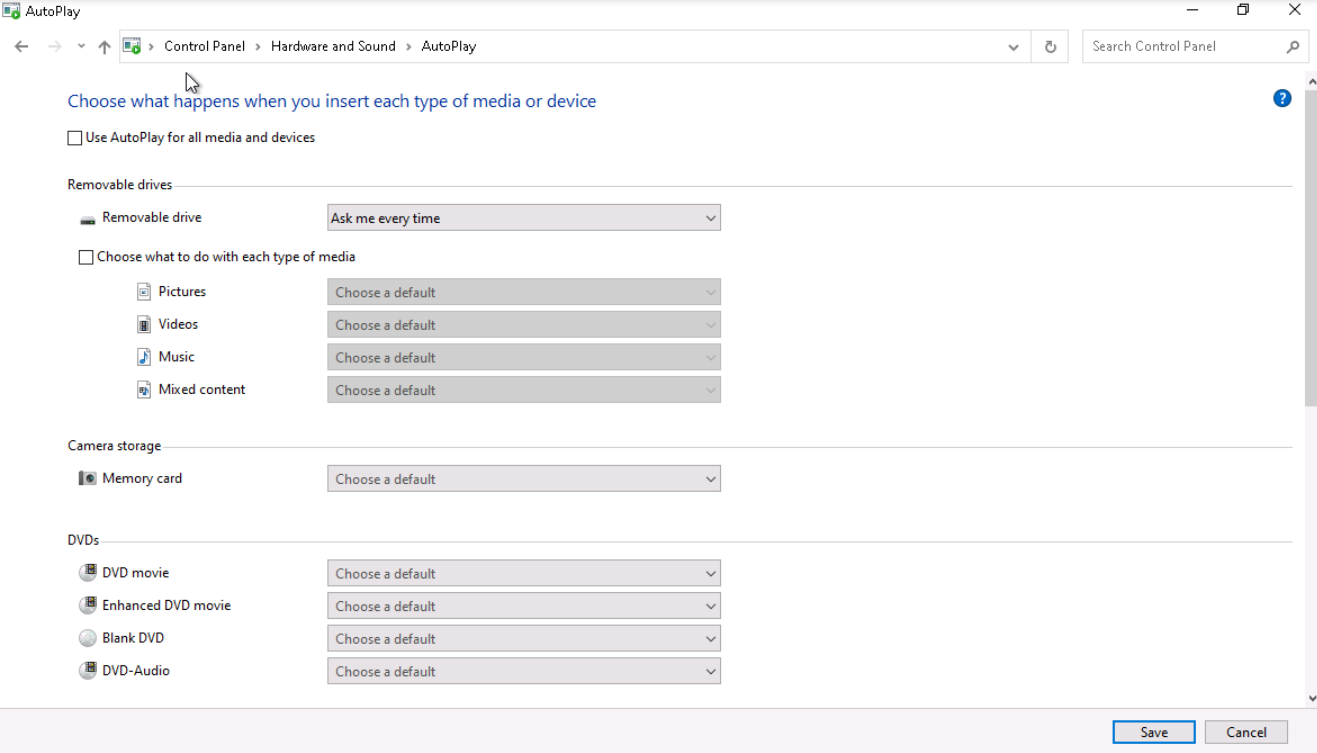 AutoPlay
Control Panel > Hardware and Sound > AutoPlay
Search Control Panel
Choose what happens when you insert each type of media or device
Use AutoPlay for all media and devices
Removable drives
Removable drive
Ask me every time
Choose what to do with each type of media
Pictures
Choose a default
Videos
Choose a default
Music
Choose a default
Mixed content
Choose a default
Camera storage
Memory card
Choose a default
DVDs
DVD movie
Choose a default
Enhanced DVD movie
Choose a default
Blank DVD
Choose a default
DVD-Audio
Choose a default
Save
Cancel